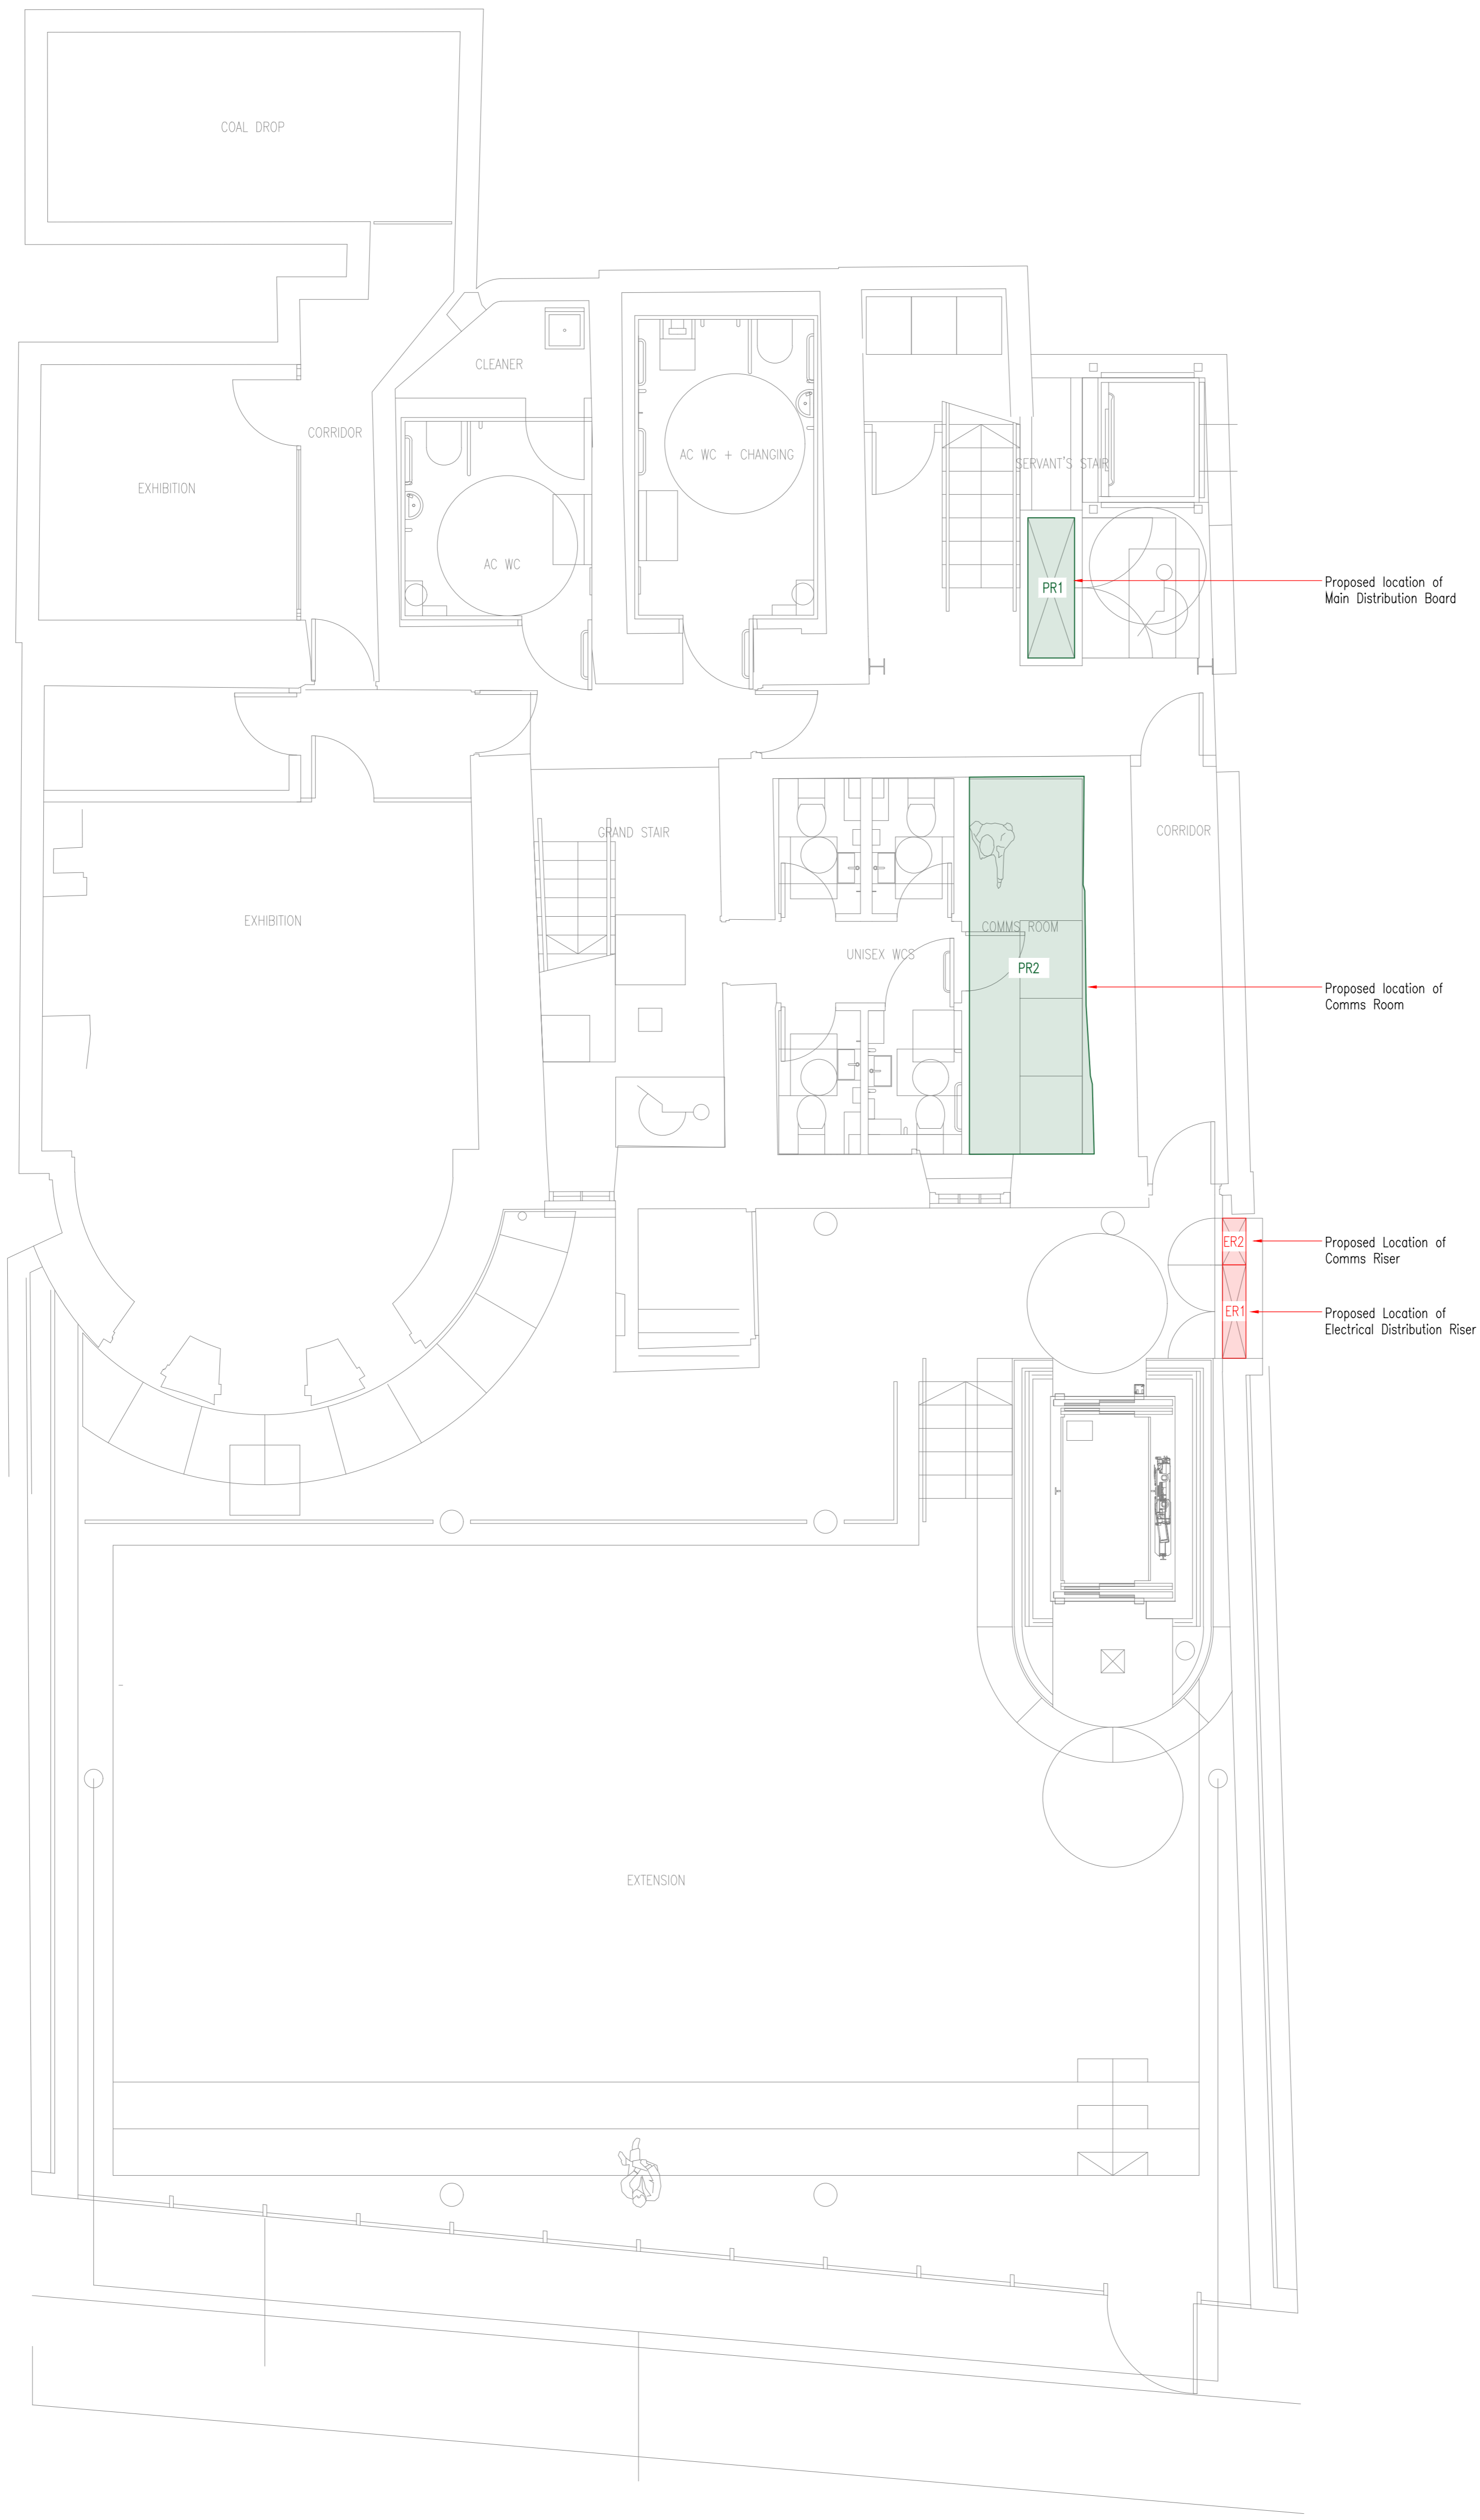 COAL DROP
CLEANER
CORRIDOR
AC WC + CHANGING
SERVANT'S STAIR
EXHIBITION
AC WC
PR1
Proposed location of
Main Distribution Board
GRAND STAIR
CORRIDOR
EXHIBITION
COMMS ROOM
UNISEX WCS
PR2
Proposed location of
Comms Room
ER2
Proposed Location of
Comms Riser
ER1
Proposed Location of
Electrical Distribution Riser
EXTENSION